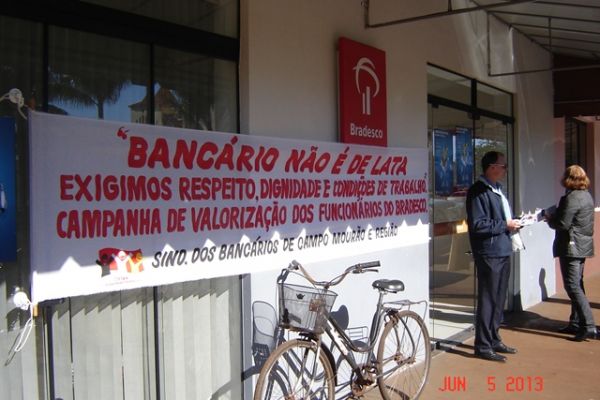 "BANCÁRIO NÃO É DE LATA
EXIGIMOS RESPEITO, DIGNIDADE E CONDIÇÕES DE TRABALHO,
CAMPANHA DE VALORIZAÇÃO DOS FUNCIONÁRIOS DO BRADESCO.
SIND. DOS BANCÁRIOS DE CAMPO MOURÃO E REGIÃO
Bradesco
JUN 5 2013